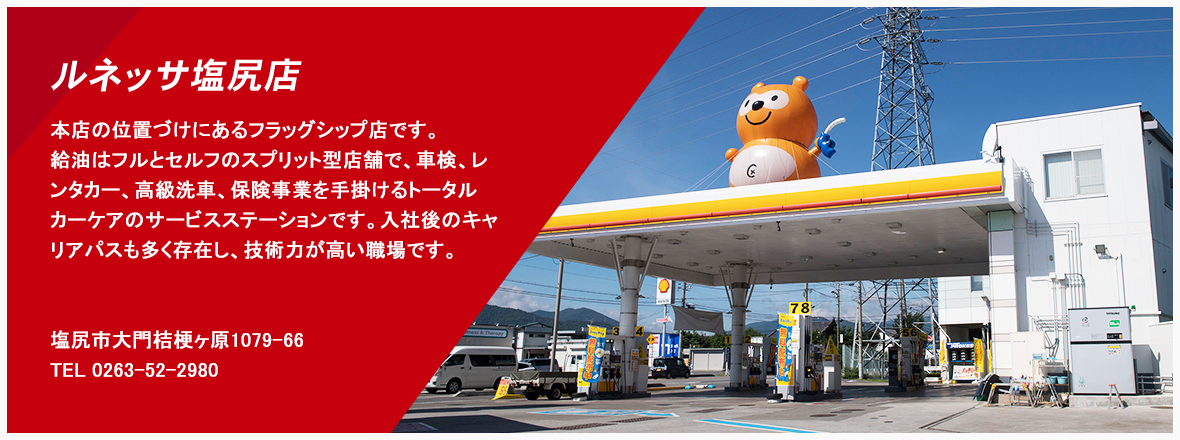 ルネッサ塩尻店
本店の位置づけにあるフラッグシップ店です。
給油はフルとセルフのスプリット型店舗で、車検、レ
ンタカー、高級洗車、保険事業を手掛けるトータル
カーケアのサービスステーションです。入社後のキャ
リアパスも多く存在し、技術力が高い職場です。
塩尻市大門桔梗ヶ原1079-66
TEL 0263-52-2980
78
34